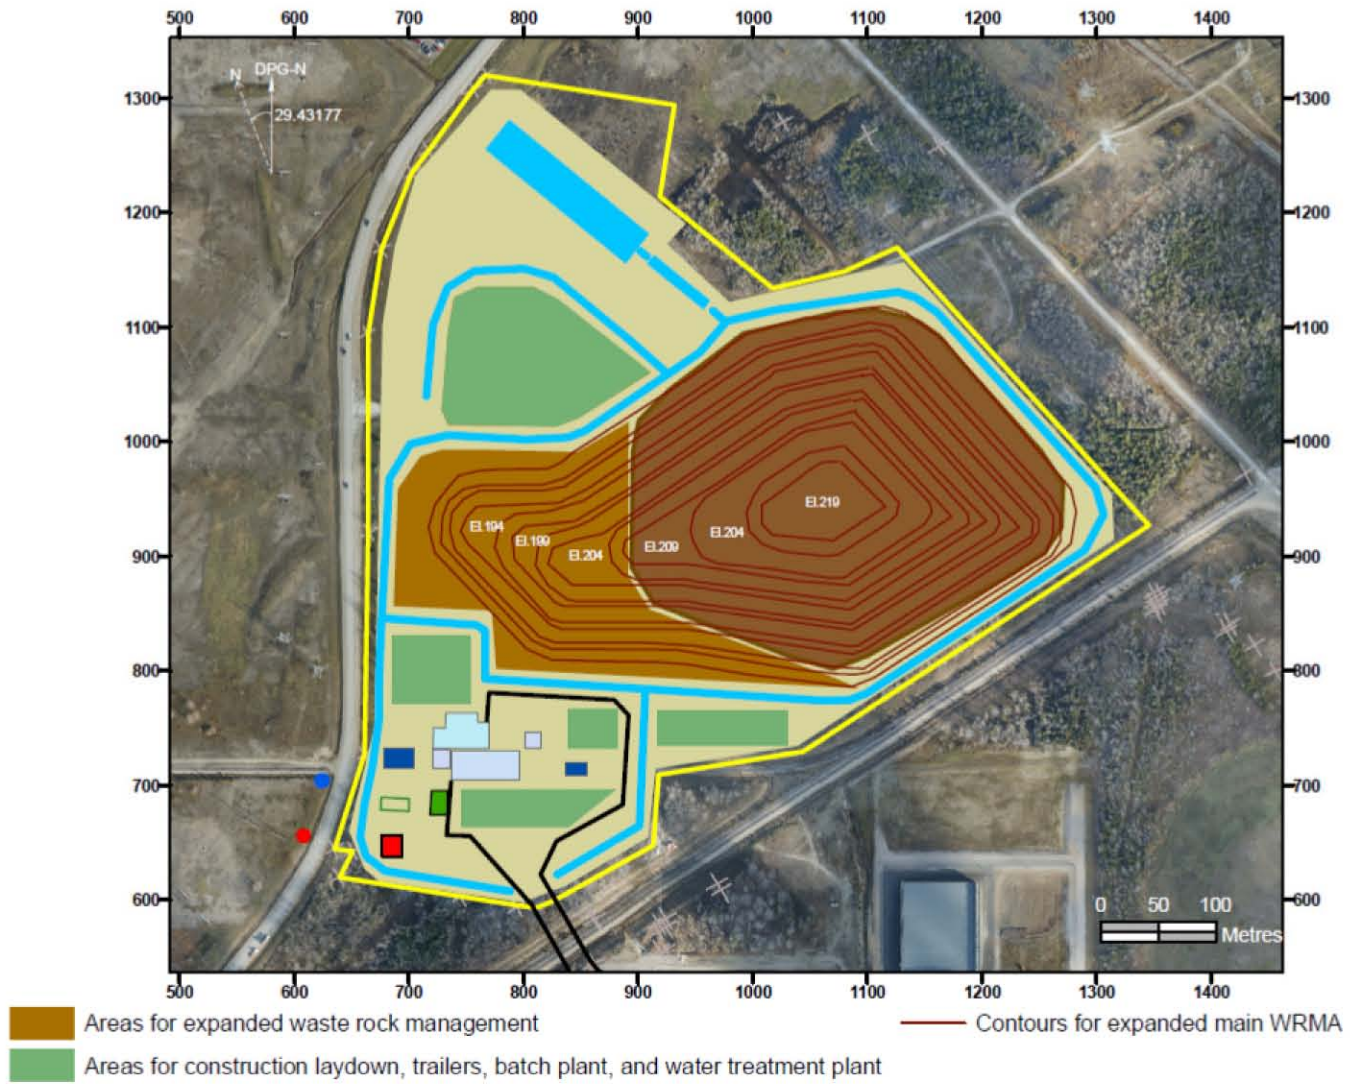 500 600 700 800 900 1000 1100 1200 1300 1400
N DPG-N
29.43177
1300 1300
1200 1200
1100 1100
1000 1000
900 900
800 800
700 700
600 600
El.219
El.194
El.199
El.204
El.209
El.204
0 50 100
Metres
500 600 700 800 900 1000 1100 1200 1300 1400
Areas for expanded waste rock management
Contours for expanded main WRMA
Areas for construction laydown, trailers, batch plant, and water treatment plant